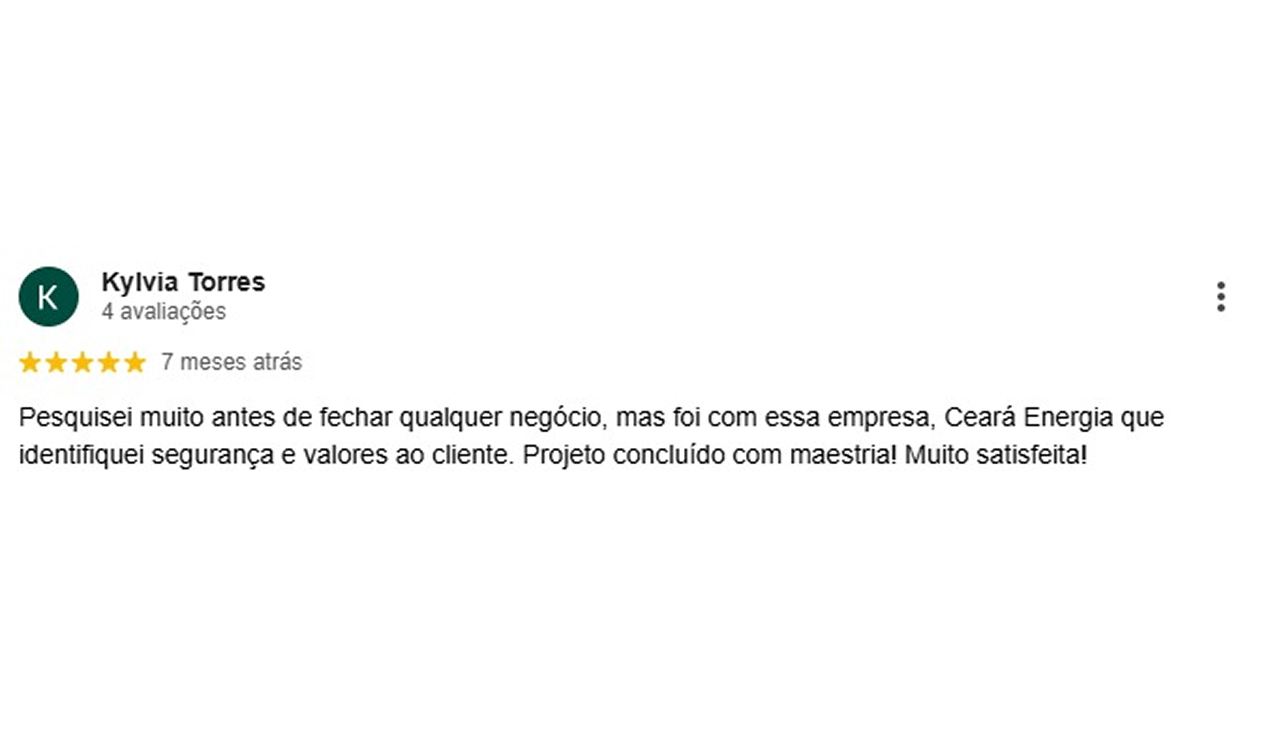 K
Kylvia Torres
4 avaliações
7 meses atrás
Pesquisei muito antes de fechar qualquer negócio, mas foi com essa empresa, Ceará Energia que
identifiquei segurança e valores ao cliente. Projeto concluído com maestria! Muito satisfeita!